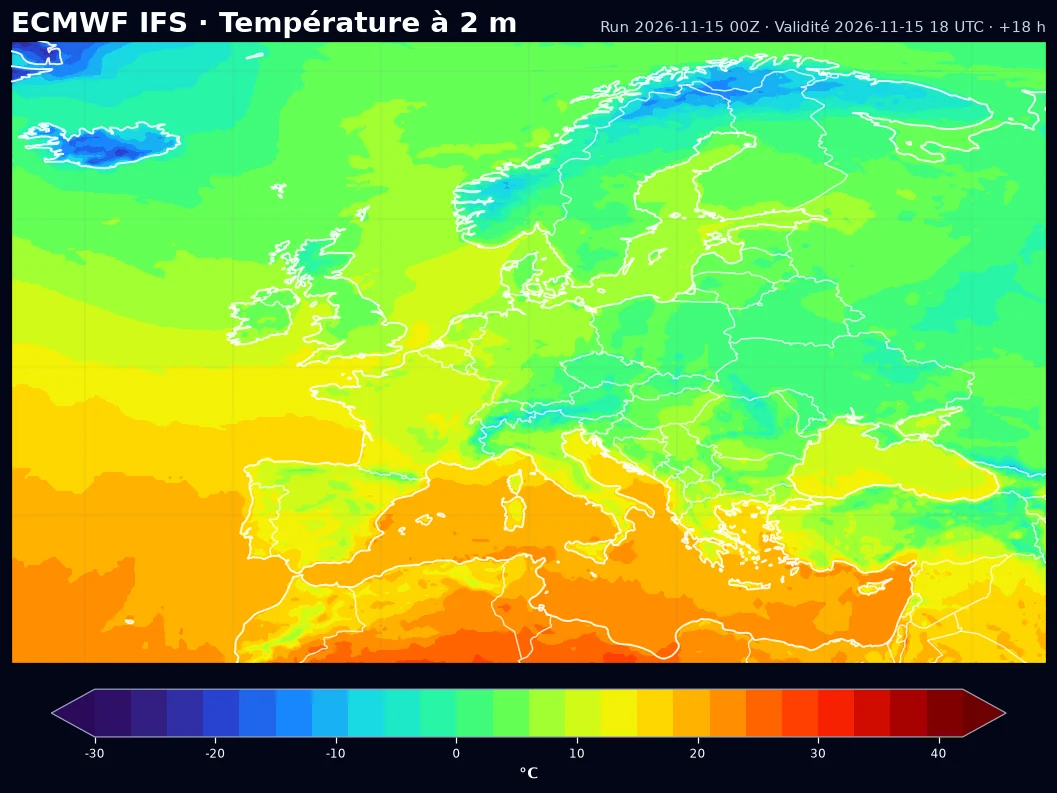 ECMWF IFS · Température à 2 m
Run 2026-11-15 00Z · Validité 2026-11-15 18 UTC · +18 h
-30 -20 -10 0 10 20 30 40
°C